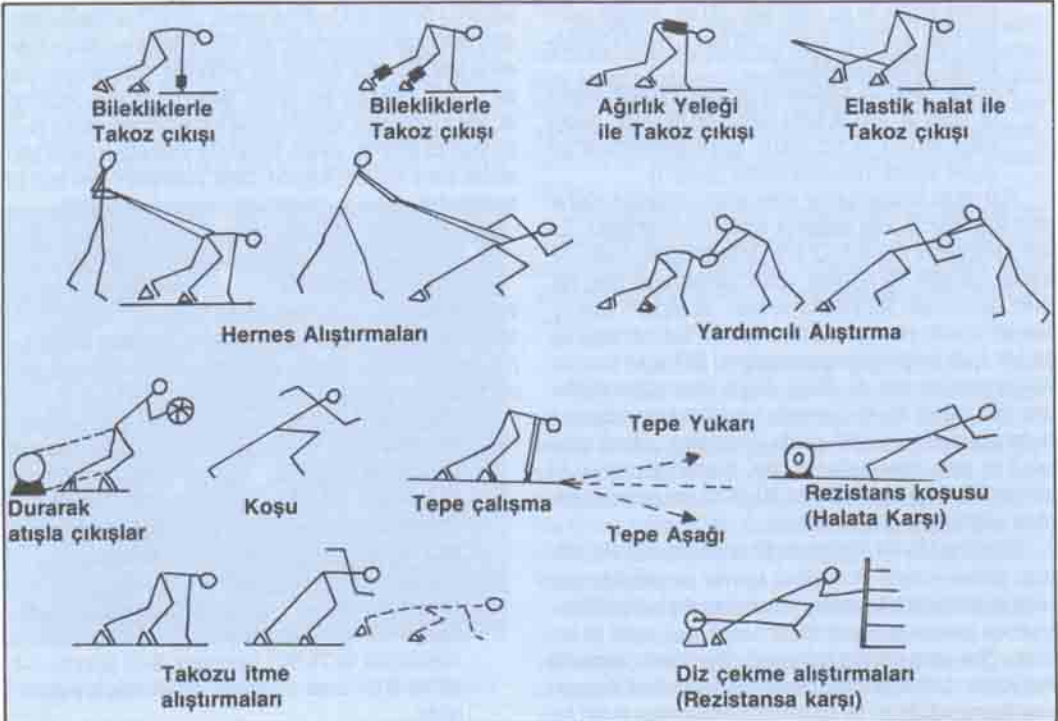 Bilekliklerle
Takoz çıkışı
Bilekliklerle
Takoz çıkışı
Ağırlık Yeleği
ile Takoz çıkışı
Elastik halat ile
Takoz çıkışı
Hernes Alıştırmaları
Yardımcılı Alıştırma
Durarak
atışla çıkışlar
Koşu
Tepe çalışma
Tepe Yukarı
Tepe Aşağı
Rezistans koşusu
(Halata Karşı)
Takozu itme
alıştırmaları
Diz çekme alıştırmaları
(Rezistansa karşı)